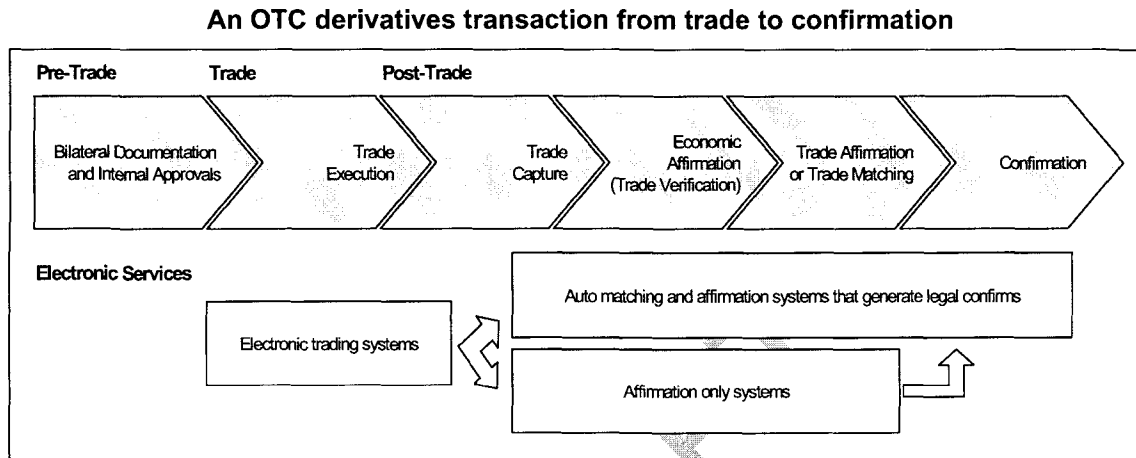 An OTC derivatives transaction from trade to confirmation
Pre-Trade
Trade
Post-Trade
Bilateral Documentation
and Internal Approvals
Trade
Execution
Trade
Capture
Economic
Affirmation
(Trade Verification)
Trade Affirmation
or Trade Matching
Confirmation
Electronic Services
Electronic trading systems
Auto matching and affirmation systems that generate legal confirms
Affirmation only systems